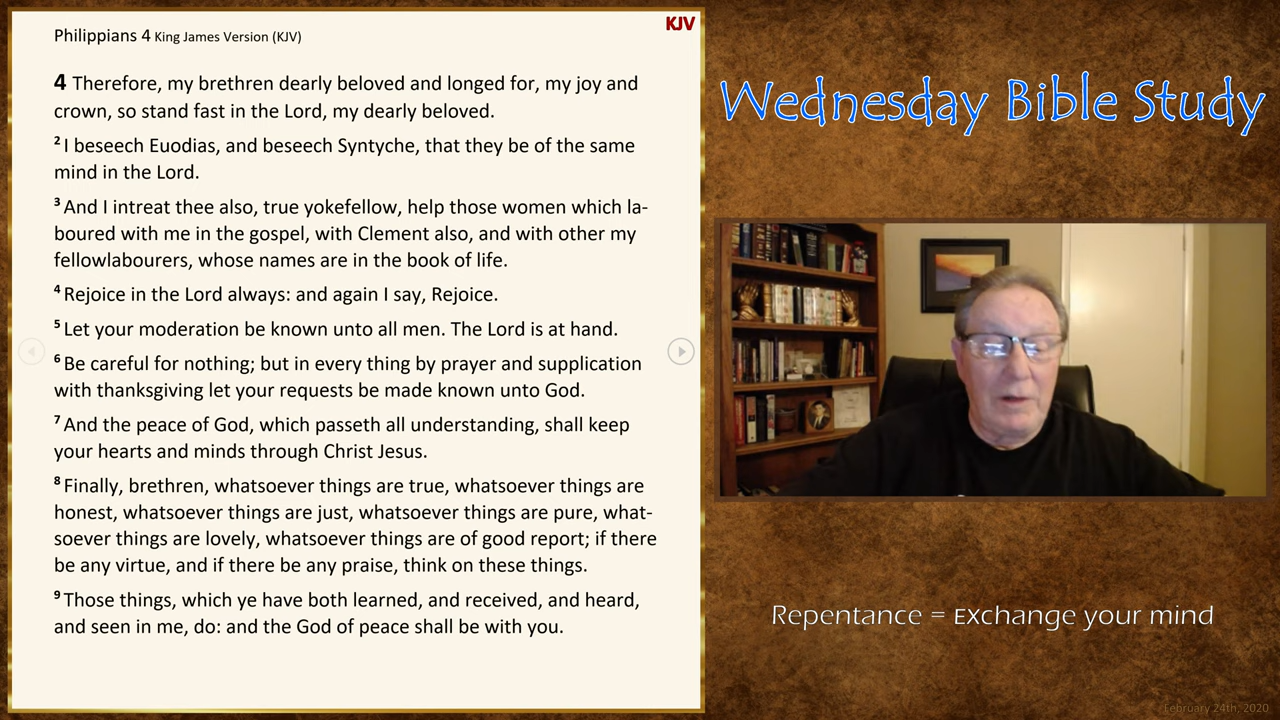 KJV
Philippians 4 King James Version (KJV)
4 Therefore, my brethren dearly beloved and longed for, my joy and
crown, so stand fast in the Lord, my dearly beloved.
2 I beseech Euodias, and beseech Syntyche, that they be of the same
mind in the Lord.
3 And I intreat thee also, true yokefellow, help those women which la-
boured with me in the gospel, with Clement also, and with other my
fellowlabourers, whose names are in the book of life.
4 Rejoice in the Lord always: and again I say, Rejoice.
5 Let your moderation be known unto all men. The Lord is at hand.
6 Be careful for nothing; but in every thing by prayer and supplication
with thanksgiving let your requests be made known unto God.
7 And the peace of God, which passeth all understanding, shall keep
your hearts and minds through Christ Jesus.
8 Finally, brethren, whatsoever things are true, whatsoever things are
honest, whatsoever things are just, whatsoever things are pure, what-
soever things are lovely, whatsoever things are of good report; if there
be any virtue, and if there be any praise, think on these things.
9 Those things, which ye have both learned, and received, and heard,
and seen in me, do: and the God of peace shall be with you.
Wednesday Bible Study
Repentance = EXchange your mind
February 24th, 2020